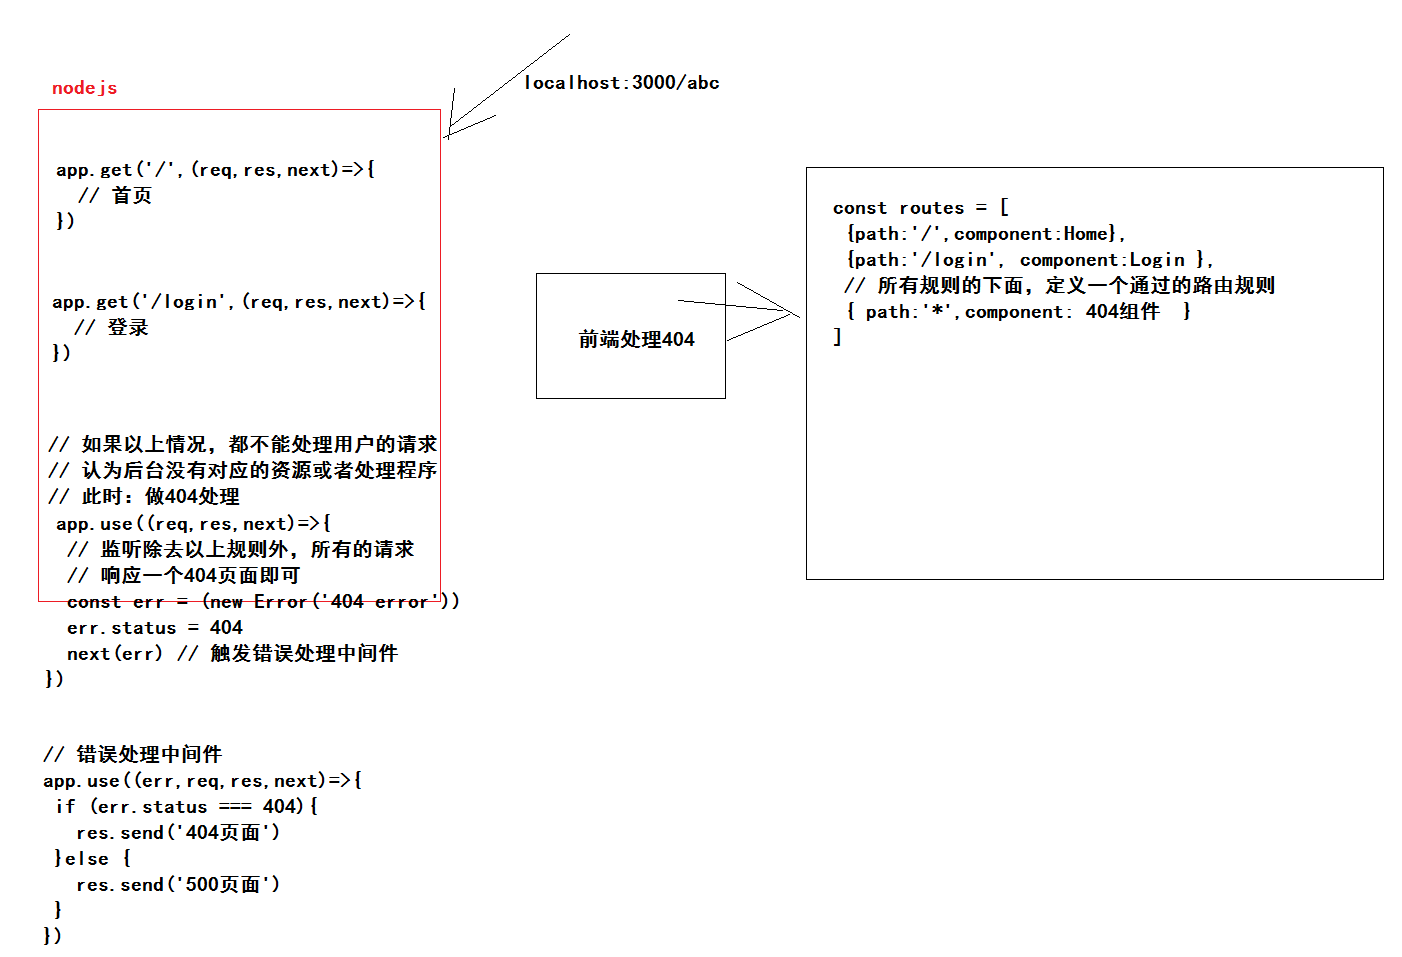 nodejs
localhost:3000/abc
app.get('/',(req,res,next)=>{
// 首页
})
app.get('/login',(req,res,next)=>{
// 登录
})
// 如果以上情况，都不能处理用户的请求
// 认为后台没有对应的资源或者处理程序
// 此时：做404处理
app.use((req,res,next)=>{
// 监听除去以上规则外，所有的请求
// 响应一个404页面即可
const err = (new Error('404 error'))
err.status = 404
next(err) // 触发错误处理中间件
})
// 错误处理中间件
app.use((err,req,res,next)=>{
if (err.status === 404){
res.send('404页面')
}else {
res.send('500页面')
}
})
前端处理404
const routes = [
{path:'/',component:Home},
{path:'/login', component:Login },
// 所有规则的下面，定义一个通过的路由规则
{ path:'*',component: 404组件  }
]